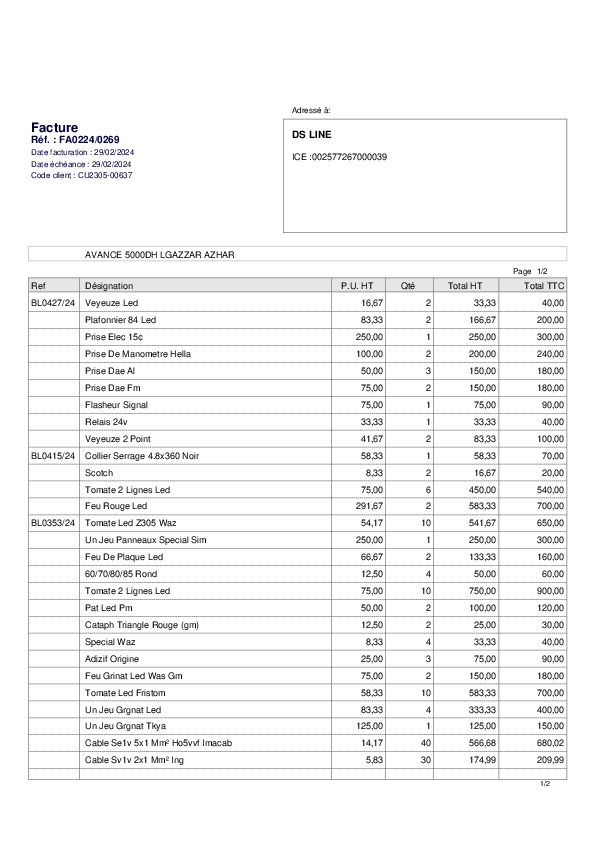 Adressé à:
Facture
Réf. : FA0224/0269
Date facturation : 29/02/2024
Date échéance : 29/02/2024
Code client : CU2305-00637
DS LINE
ICE :002577267000039
AVANCE 5000DH LGAZZAR AZHAR
Page 1/2
Ref Désignation P.U. HT Qté Total HT Total TTC
BL0427/24 Veyeuze Led 16,67 2 33,33 40,00
Plafonnier 84 Led 83,33 2 166,67 200,00
Prise Elec 15¢ 250,00 1 250,00 300,00
Prise De Manometre Hella 100,00 2 200,00 240,00
Prise Dae Al 50,00 3 150,00 180,00
Prise Dae Fm 75,00 2 150,00 180,00
Flasheur Signal 75,00 1 75,00 90,00
Relais 24v 33,33 1 33,33 40,00
Veyeuze 2 Point 41,67 2 83,33 100,00
BL0415/24 Collier Serrage 4.8x360 Noir 58,33 1 58,33 70,00
Scotch 8,33 2 16,67 20,00
Tomate 2 Lignes Led 75,00 6 450,00 540,00
Feu Rouge Led 291,67 2 583,33 700,00
BL0353/24 Tomate Led Z305 Waz 54,17 10 541,67 650,00
Un Jeu Panneaux Special Sim 250,00 1 250,00 300,00
Feu De Plaque Led 66,67 2 133,33 160,00
60/70/80/85 Rond 12,50 4 50,00 60,00
Tomate 2 Lignes Led 75,00 10 750,00 900,00
Pat Led Pm 50,00 2 100,00 120,00
Cataph Triangle Rouge (gm) 12,50 2 25,00 30,00
Special Waz 8,33 4 33,33 40,00
Adizif Origine 25,00 3 75,00 90,00
Feu Grinat Led Was Gm 75,00 2 150,00 180,00
Tomate Led Fristom 58,33 10 583,33 700,00
Un Jeu Grgnat Led 83,33 4 333,33 400,00
Un Jeu Grgnat Tkya 125,00 1 125,00 150,00
Cable Se1v 5x1 Mm² Ho5vvf Imacab 14,17 40 566,68 680,02
Cable Sv1v 2x1 Mm² Ing 5,83 30 174,99 209,99
1/2